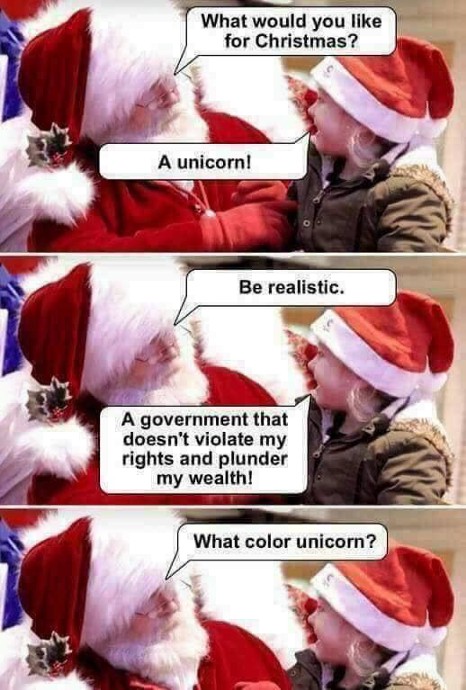 What would you like
for Christmas?
A unicorn!
Be realistic.
A government that
doesn't violate my
rights and plunder
my wealth!
What color unicorn?